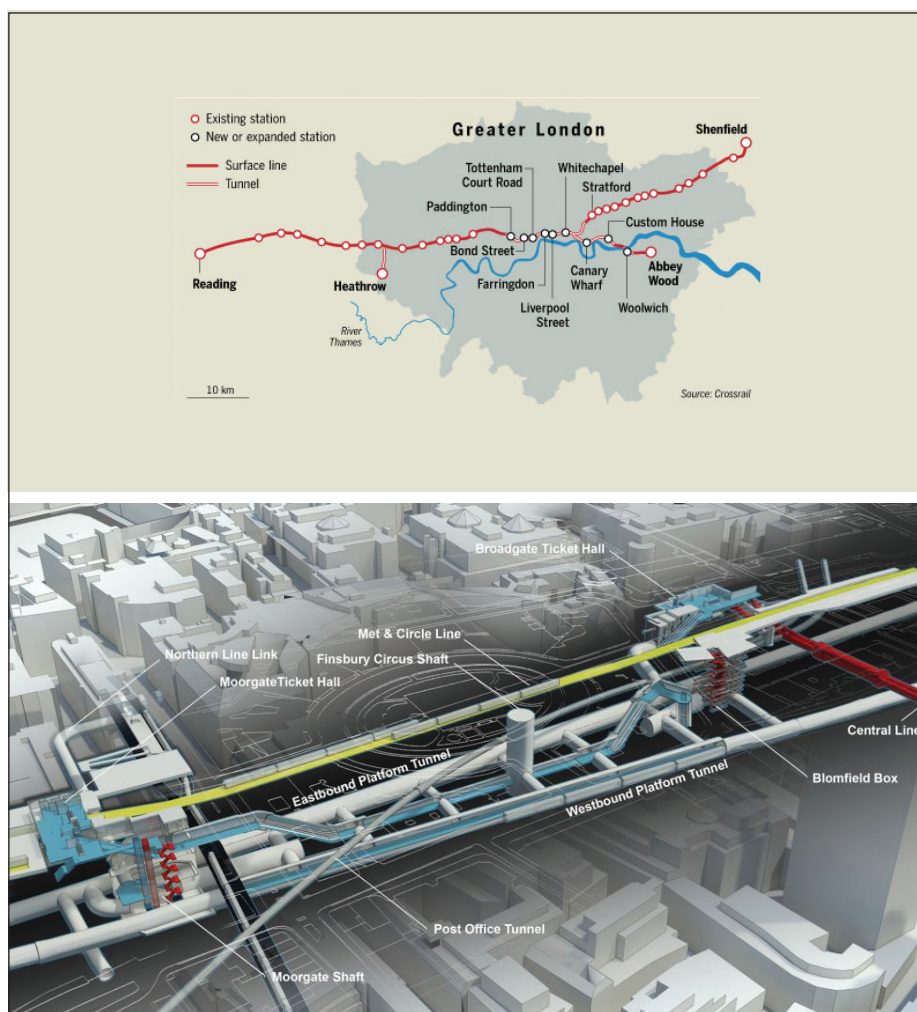 Existing station
New or expanded station
Surface line
Tunnel
Greater London
Shenfield
Tottenham
Court Road
Whitechapel
Stratford
Paddington
Custom House
Bond Street
Reading
Heathrow
Farringdon
Canary
Wharf
Abbey
Wood
Liverpool
Street
Woolwich
River
Thames
10 km
Source: Crossrail
Broadgate Ticket Hall
Met & Circle Line
Northern Line Link
Finsbury Circus Shaft
MoorgateTicket Hall
Central Line
Eastbound Platform Tunnel
Blomfield Box
Westbound Platform Tunnel
Post Office Tunnel
Moorgate Shaft